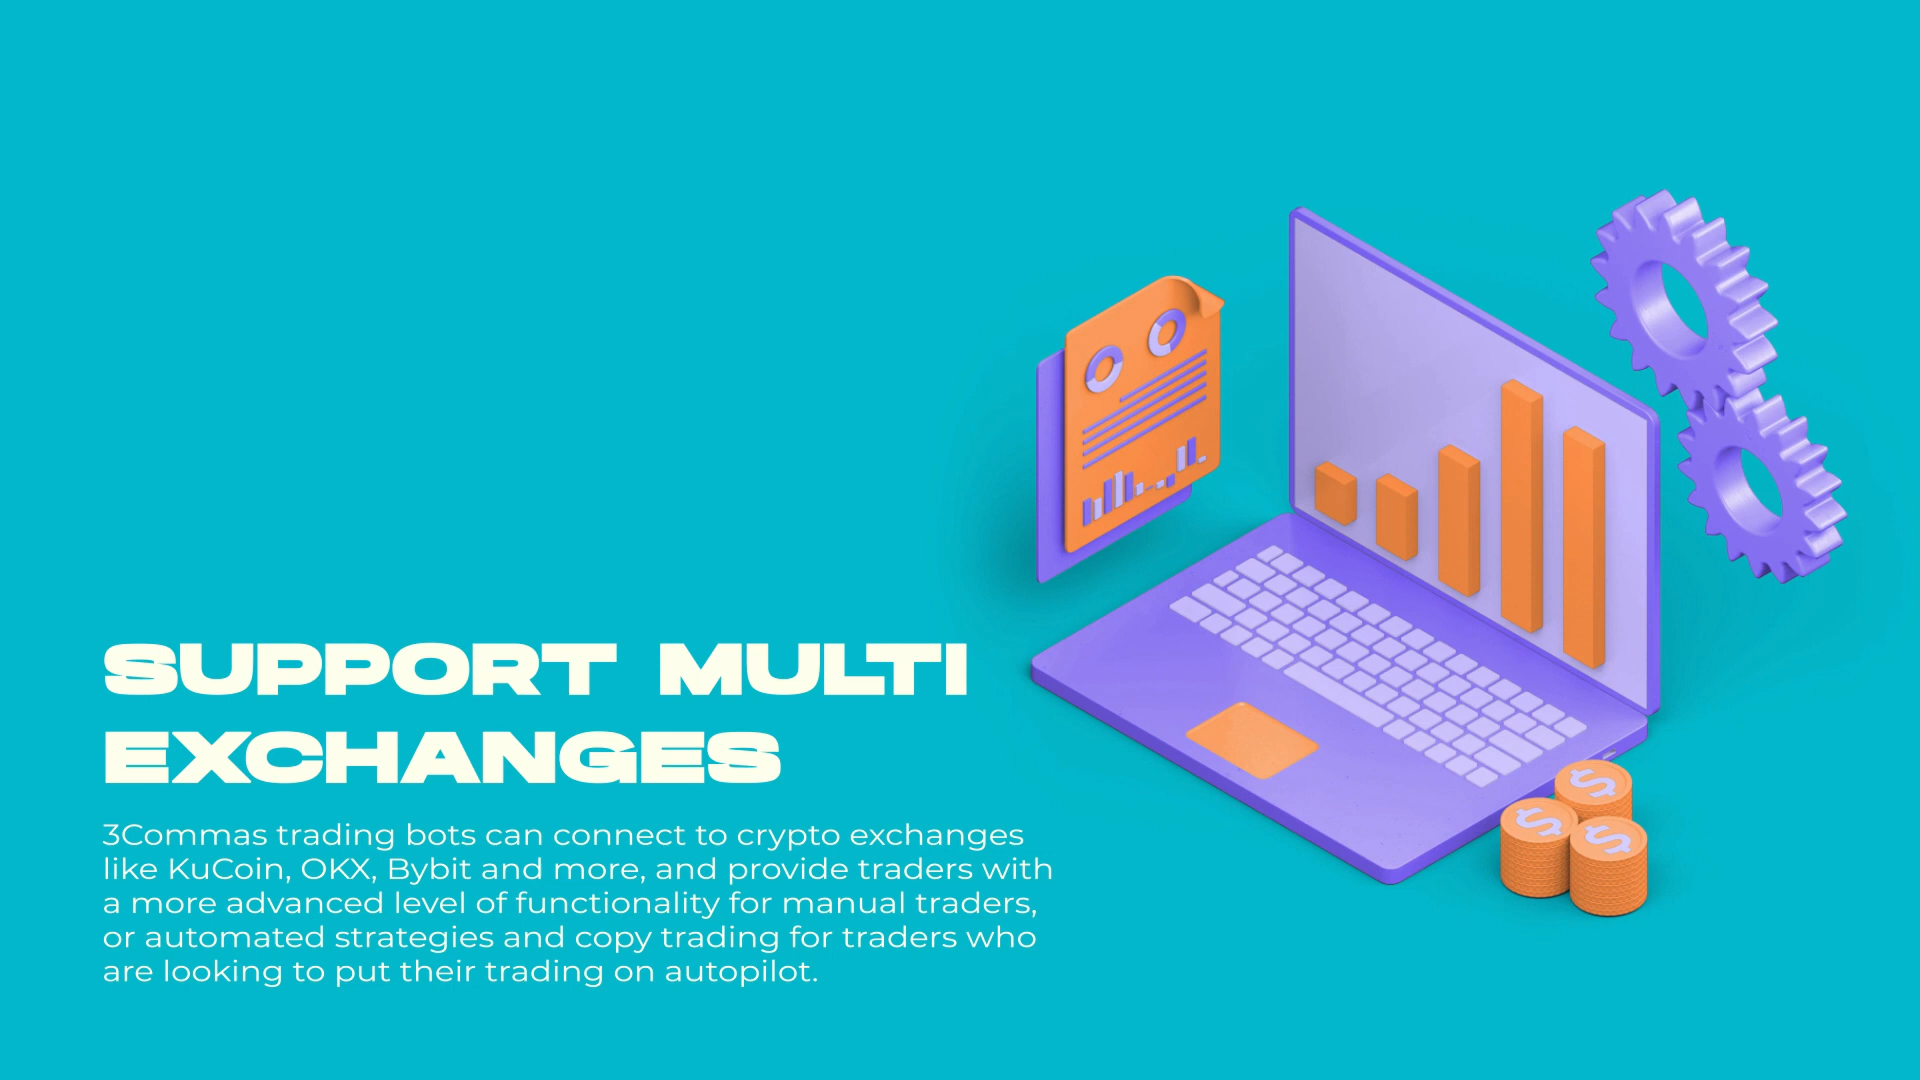 SUPPORT MULTI
EXCHANGES
3Commas trading bots can connect to crypto exchanges
like KuCoin, OKX, Bybit and more, and provide traders with
a more advanced level of functionality for manual traders,
or automated strategies and copy trading for traders who
are looking to put their trading on autopilot.
$
$
$